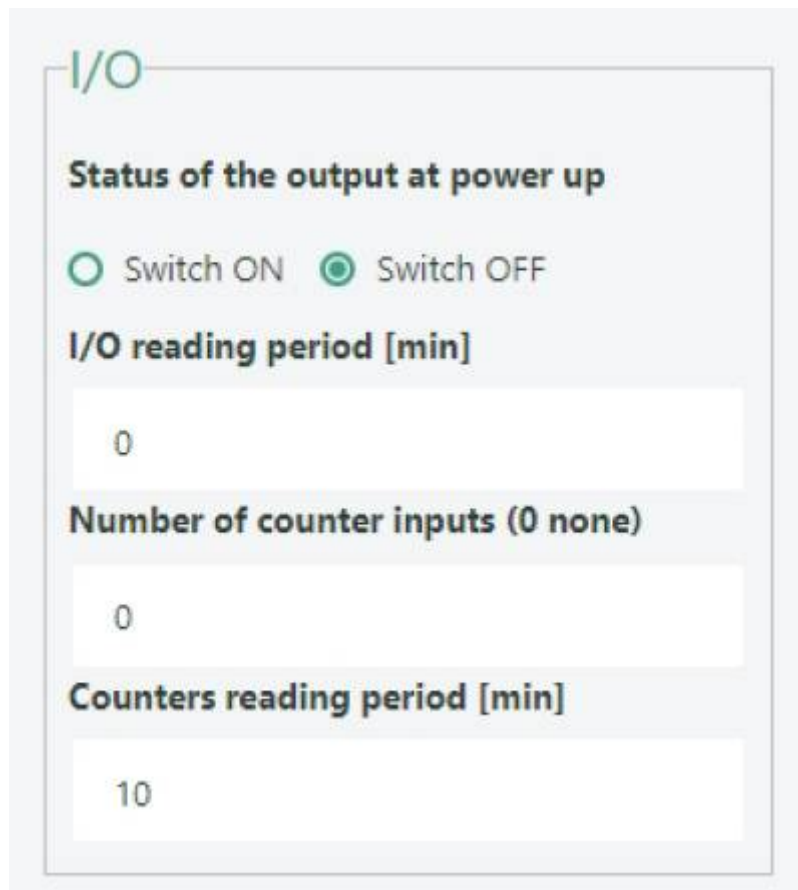 I/O
Status of the output at power up
Switch ON Switch OFF
I/O reading period [min]
0
Number of counter inputs (0 none)
0
Counters reading period [min]
10